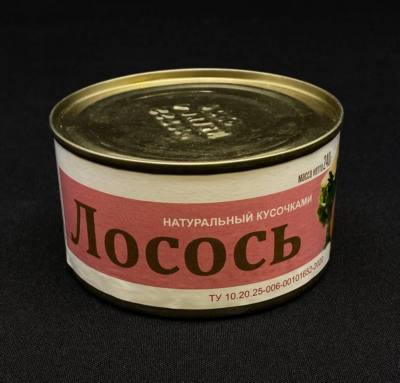 масса нетто 240
НАТУРАЛЬНЫЙ КУСОЧКАМИ
Лосось
ТУ 10.20.25-006-00101652-2020